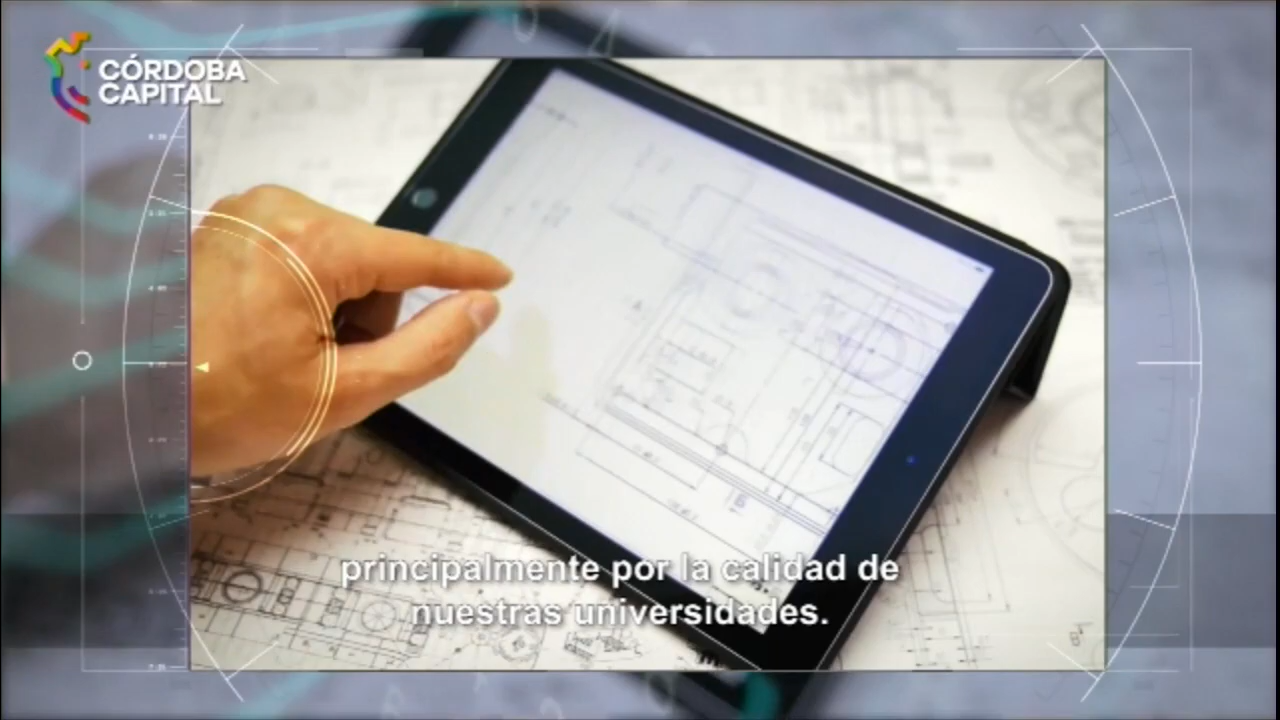 CÓRDOBA
CAPITAL
principalmente por la calidad de
nuestras universidades.